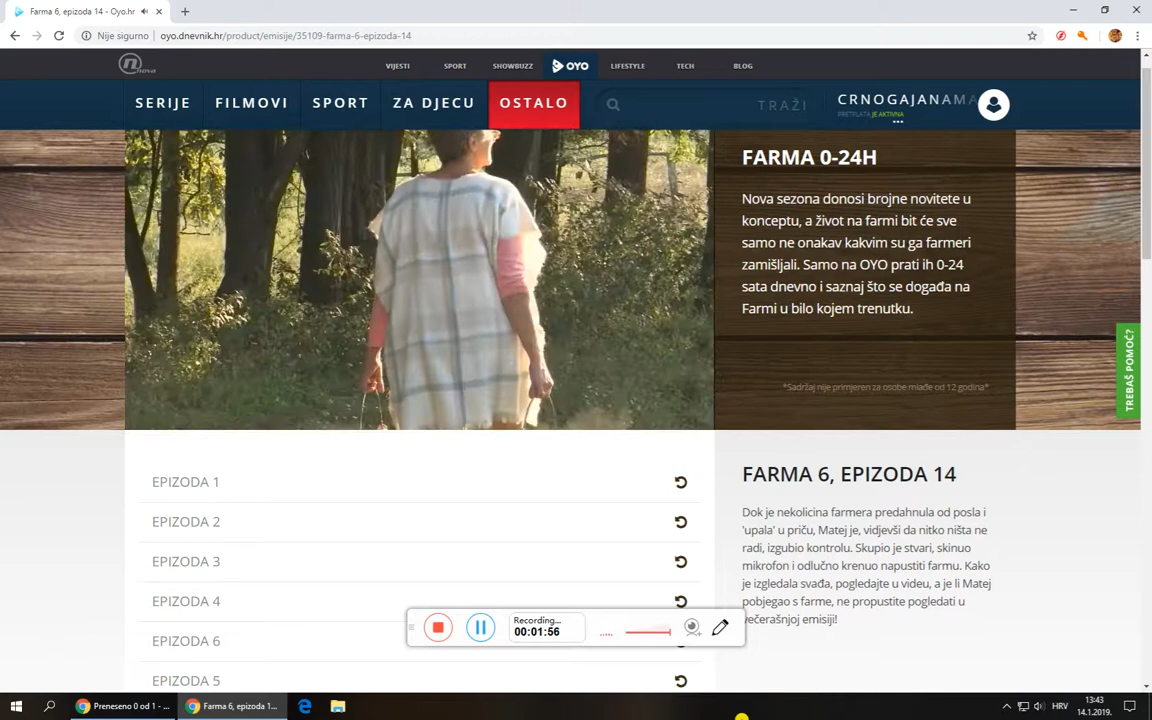 Farma 6, epizoda 14 - Oyo.hr
Nije sigurno
oyo.dnevnik.hr/product/emisije/35109-farma-6-epizoda-14
nova
VIJESTI
SPORT
SHOWBUZZ
OYO
LIFESTYLE
TECH
BLOG
SERIJE
FILMOVI
SPORT
ZA DJECU
OSTALO
TRAŽI
CRNOGAJANAMA
PRETPLATA JE AKTIVNA
FARMA 0-24H
Nova sezona donosi brojne novitete u
konceptu, a život na farmi bit će sve
samo ne onakav kakvim su ga farmeri
zamišljali. Samo na OYO prati ih 0-24
sata dnevno i saznaj što se događa na
Farmi u bilo kojem trenutku.
*Sadržaj nije primjeren za osobe mlađe od 12 godina*
TREBAŠ POMOĆ?
EPIZODA 1
EPIZODA 2
EPIZODA 3
EPIZODA 4
EPIZODA 6
EPIZODA 5
FARMA 6, EPIZODA 14
Dok je nekolicina farmera predahnula od posla i
'upala' u priču, Matej je, vidjevši da nitko ništa ne
radi, izgubio kontrolu. Skupio je stvari, skinuo
mikrofon i odlučno krenuo napustiti farmu. Kako
je izgledala svađa, pogledajte u videu, a je li Matej
pobjegao s farme, ne propustite pogledati u
večerašnjoj emisiji!
Recording...
00:01:56
Preneseno 0 od 1 - ...
Farma 6, epizoda 1...
HRV
13:43
14.1.2019.